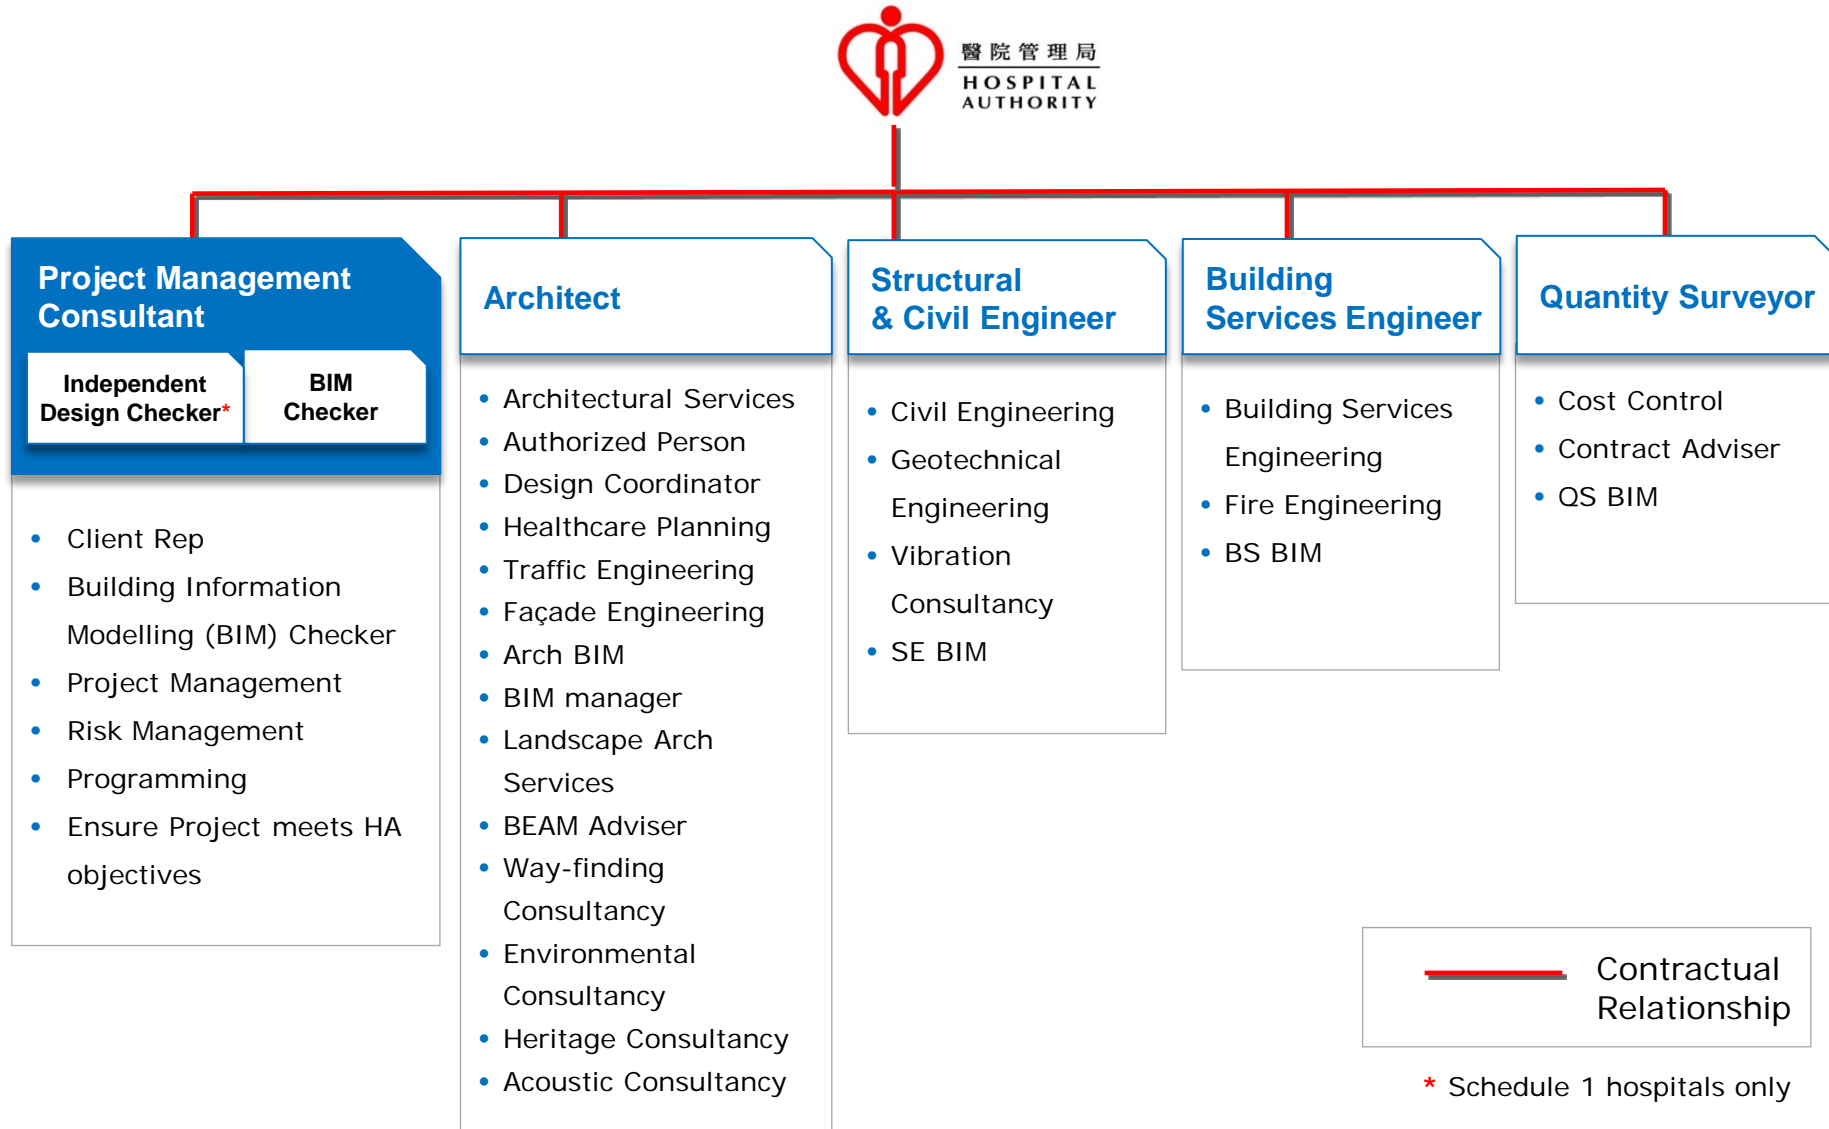 醫院管理局
HOSPITAL
AUTHORITY
Project Management
Consultant
Independent
Design Checker*
BIM
Checker
• Client Rep
• Building Information
Modelling (BIM) Checker
• Project Management
• Risk Management
• Programming
• Ensure Project meets HA
objectives
Architect
• Architectural Services
• Authorized Person
• Design Coordinator
• Healthcare Planning
• Traffic Engineering
• Façade Engineering
• Arch BIM
• BIM manager
• Landscape Arch
Services
• BEAM Adviser
• Way-finding
Consultancy
• Environmental
Consultancy
• Heritage Consultancy
• Acoustic Consultancy
Structural
& Civil Engineer
• Civil Engineering
• Geotechnical
Engineering
• Vibration
Consultancy
• SE BIM
Building
Services Engineer
• Building Services
Engineering
• Fire Engineering
• BS BIM
Quantity Surveyor
• Cost Control
• Contract Adviser
• QS BIM
Contractual
Relationship
* Schedule 1 hospitals only